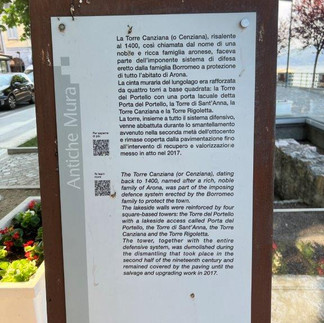 Antiche Mura
La Torre Canziana (o Cenziana), risalente
al 1400, così chiamata dal nome di una
nobile e ricca famiglia aronese, faceva
parte dell'imponente sistema di difesa
eretto dalla famiglia Borromeo a protezione
di tutto l'abitato di Arona.
La cinta muraria del lungolago era rafforzata
da quattro torri a base quadrata: la Torre
del Portello con una porta lacuale detta
Porta del Portello, la Torre di Sant'Anna, la
Torre Canziana e la Torre Rigoletta.
La torre, insieme a tutto il sistema difensivo,
venne abbattuta durante lo smantellamento
avvenuto nella seconda metà dell'ottocento
e rimase coperta dalla pavimentazione fino
all'intervento di recupero e valorizzazione
messo in atto nel 2017.
The Torre Canziana (or Cenziana), dating
back to 1400, named after a rich, noble
family of Arona, was part of the imposing
defence system erected by the Borromeo
family to protect the town.
The lakeside walls were reinforced by four
square-based towers: the Torre del Portello
with a lakeside access called Porta del
Portello, the Torre di Sant'Anna, the Torre
Canziana and the Torre Rigoletta.
The tower, together with the entire
defensive system, was demolished during
the dismantling that took place in the
second half of the nineteenth century and
remained covered by the paving until the
salvage and upgrading work in 2017.